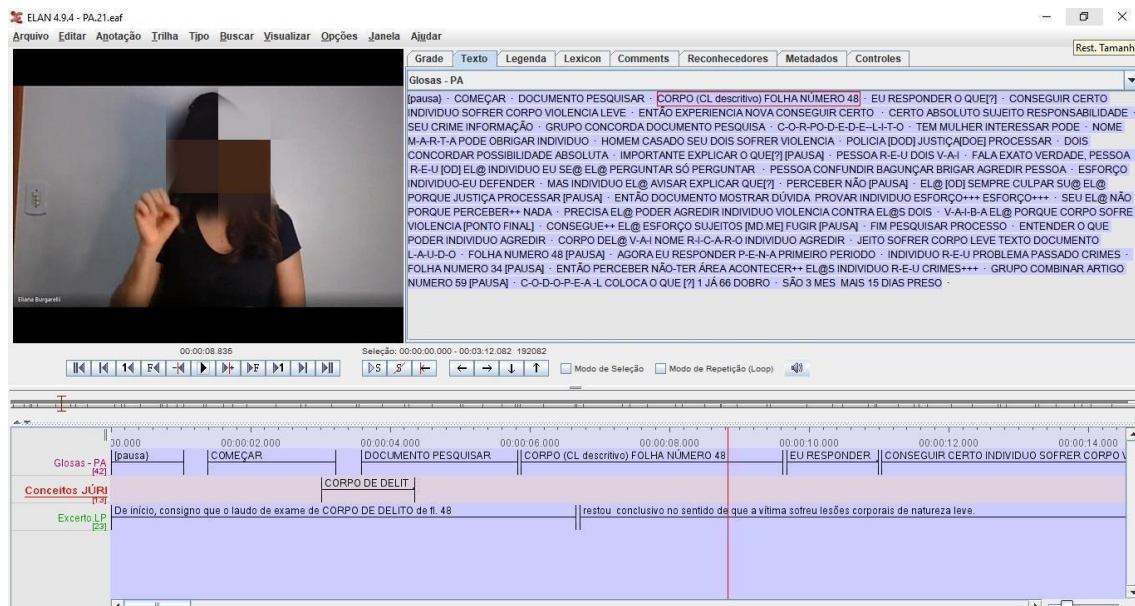 ELAN 4.9.4 - PA.21.eaf
Arquivo Editar Anotação Trilha Tipo Buscar Visualizar Opções Janela Ajudar
Rest. Tamanh
Grade Texto Legenda Lexicon Comments Reconhecedores Metadados Controles
Glosas - PA
[pausa} · COMEÇAR · DOCUMENTO PESQUISAR · CORPO (CL descritivo) FOLHA NÚMERO 48 · EU RESPONDER O QUE[?] · CONSEGUIR CERTO
INDIVIDUO SOFRER CORPO VIOLENCIA LEVE · ENTÃO EXPERIENCIA NOVA CONSEGUIR CERTO · CERTO ABSOLUTO SUJEITO RESPONSABILIDADE ·
SEU CRIME INFORMAÇÃO · GRUPO CONCORDA DOCUMENTO PESQUISA · C-O-R-PO-D-E-D-E--L-I-T-O · TEM MULHER INTERESSAR PODE · NOME
M-A-R-T-A PODE OBRIGAR INDIVIDUO · HOMEM CASADO SEU DOIS SOFRER VIOLENCIA · POLICIA [DOD] JUSTIÇA[DOE] PROCESSAR · DOIS
CONCORDAR POSSIBILIDADE ABSOLUTA · IMPORTANTE EXPLICAR O QUE[?] [PAUSA] · PESSOA R-E-U DOIS V-A-I · FALA EXATO VERDADE, PESSOA
R-E-U [OD] EL@ INDIVIDUO EU SE@ EL@ PERGUNTAR SÓ PERGUNTAR · PESSOA CONFUNDIR BAGUNÇAR BRIGAR AGREDIR PESSOA · ESFORÇO
INDIVIDUO-EU DEFENDER · MAS INDIVIDUO EL@ AVISAR EXPLICAR QUE[?] · PERCEBER NÃO [PAUSA] · EL@ [OD] SEMPRE CULPAR SU@ EL@
PORQUE JUSTIÇA PROCESSAR [PAUSA] · ENTÃO DOCUMENTO MOSTRAR DÚVIDA PROVAR INDIVIDUO ESFORÇO+++ ESFORÇO+++ · SEU EL@ NÃO
PORQUE PERCEBER++ NADA · PRECISA EL@ PODER AGREDIR INDIVIDUO VIOLENCIA CONTRA EL@S DOIS · V-A-I-B-A EL@ PORQUE CORPO SOFRE
VIOLENCIA [PONTO FINAL] · CONSEGUE++ EL@ ESFORÇO SUJEITOS [MD.ME] FUGIR [PAUSA] · FIM PESQUISAR PROCESSO · ENTENDER O QUE
PODER INDIVIDUO AGREDIR · CORPO DEL@ V-A-I NOME R-I-C-A-R-O INDIVIDUO AGREDIR · JEITO SOFRER CORPO LEVE TEXTO DOCUMENTO
L-A-U-D-O · FOLHA NUMERO 48 [PAUSA] · AGORA EU RESPONDER P-E-N-A PRIMEIRO PERIODO · INDIVIDUO R-E-U PROBLEMA PASSADO CRIMES ·
FOLHA NUMERO 34 [PAUSA] · ENTÃO PERCEBER NÃO-TER ÁREA ACONTECER++ EL@S INDIVIDUO R-E-U CRIMES+++ · GRUPO COMBINAR ARTIGO
NUMERO 59 [PAUSA] · C-O-D-O-P-E-A -L COLOCA O QUE [?] 1 JÁ 66 DOBRO · SÃO 3 MES MAIS 15 DIAS PRESO ·
Eliana Burgarelli
00:00:08.835
Seleção: 00:00:00.000 - 00:03:12.082 192082
Modo de Seleção Modo de Repetição (Loop)
00.000 00:00:02.000 00:00:04.000 00:00:06.000 00:00:08.000 00:00:10.000 00:00:12.000 00:00:14.000
Glosas - PA [pausa} COMEÇAR DOCUMENTO PESQUISAR CORPO (CL descritivo) FOLHA NÚMERO 48 EU RESPONDER CONSEGUIR CERTO INDIVIDUO SOFRER CORPO
[42]
Conceitos JÚRI CORPO DE DELIT
[13]
Excerto.LP De início, consigno que o laudo de exame de CORPO DE DELITO de fl. 48 restou conclusivo no sentido de que a vítima sofreu lesões corporais de natureza leve.
[23]